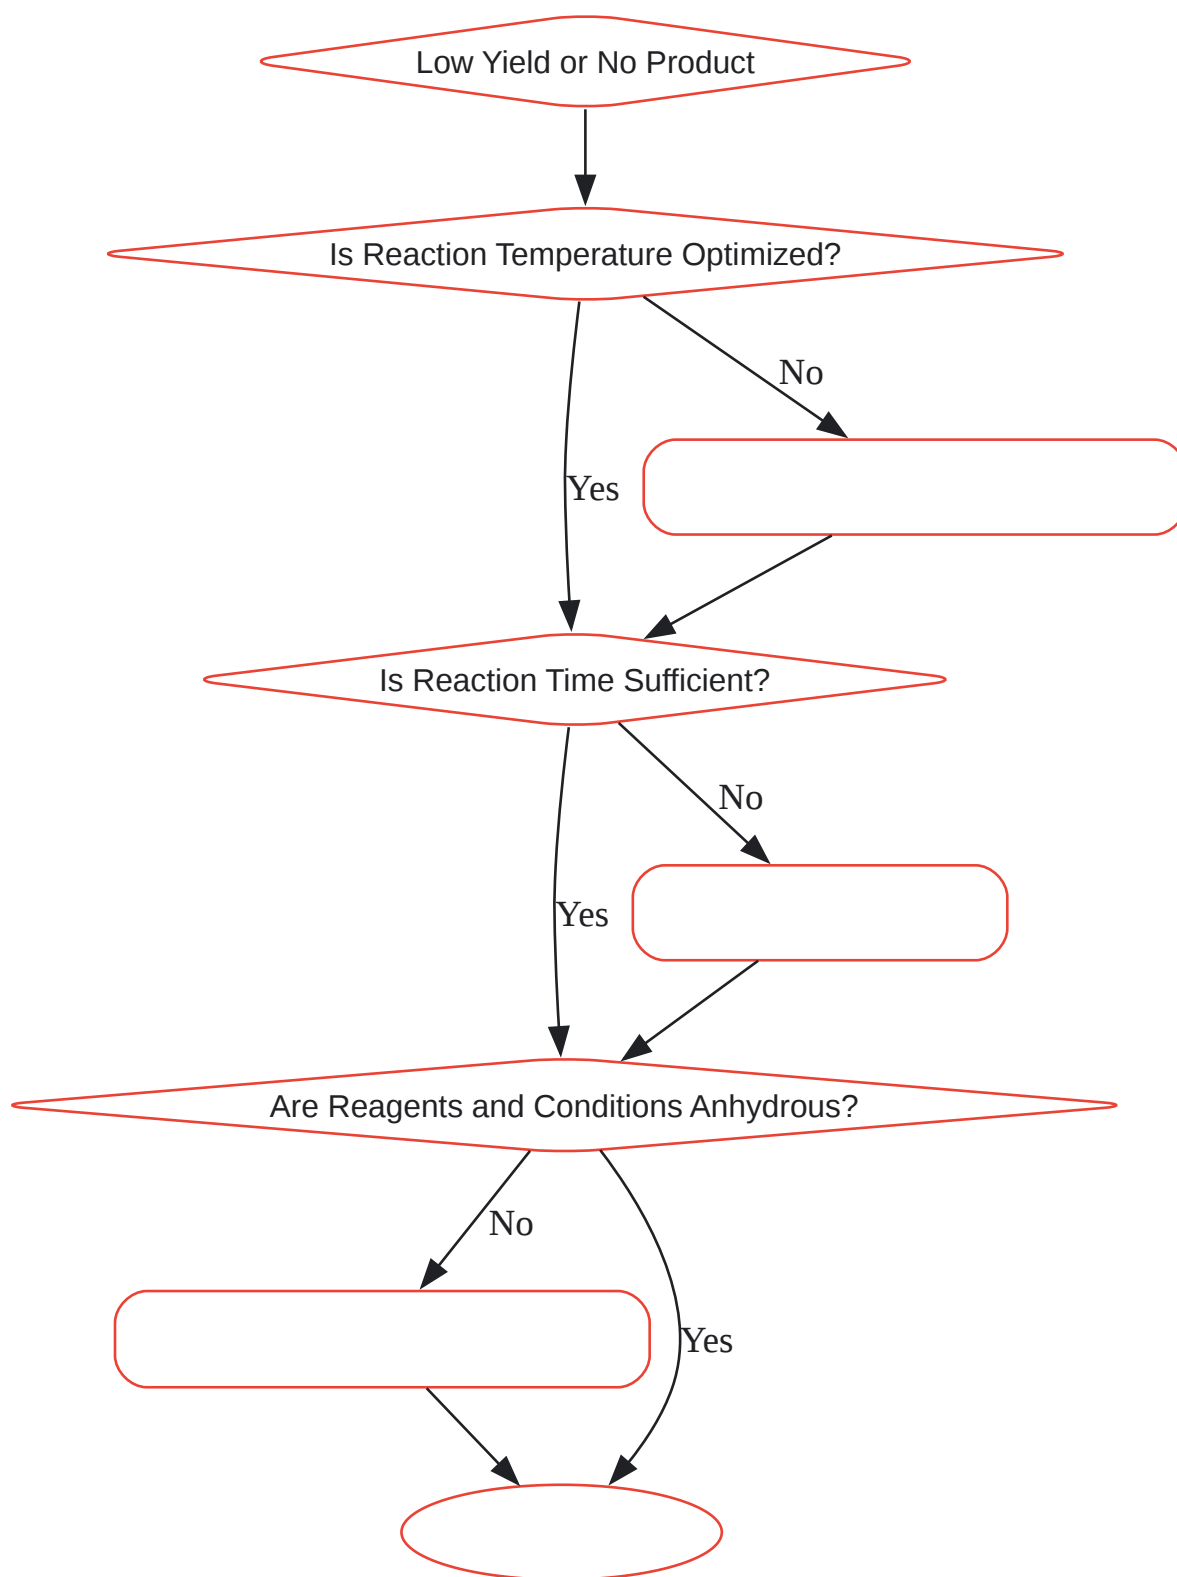 Low Yield or No Product
Is Reaction Temperature Optimized?
No
Yes
Is Reaction Time Sufficient?
No
Yes
Are Reagents and Conditions Anhydrous?
No
Yes